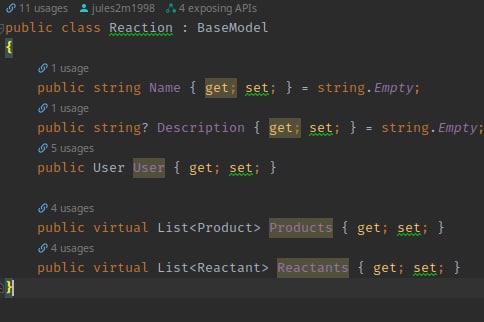 11 usages jules2m1998 4 exposing APIs
public class Reaction : BaseModel
{
1 usage
public string Name { get; set; } = string.Empty;
1 usage
public string? Description { get; set; } = string.Empty;
5 usages
public User User { get; set; }
4 usages
public virtual List<Product> Products { get; set; }
4 usages
public virtual List<Reactant> Reactants { get; set; }
}